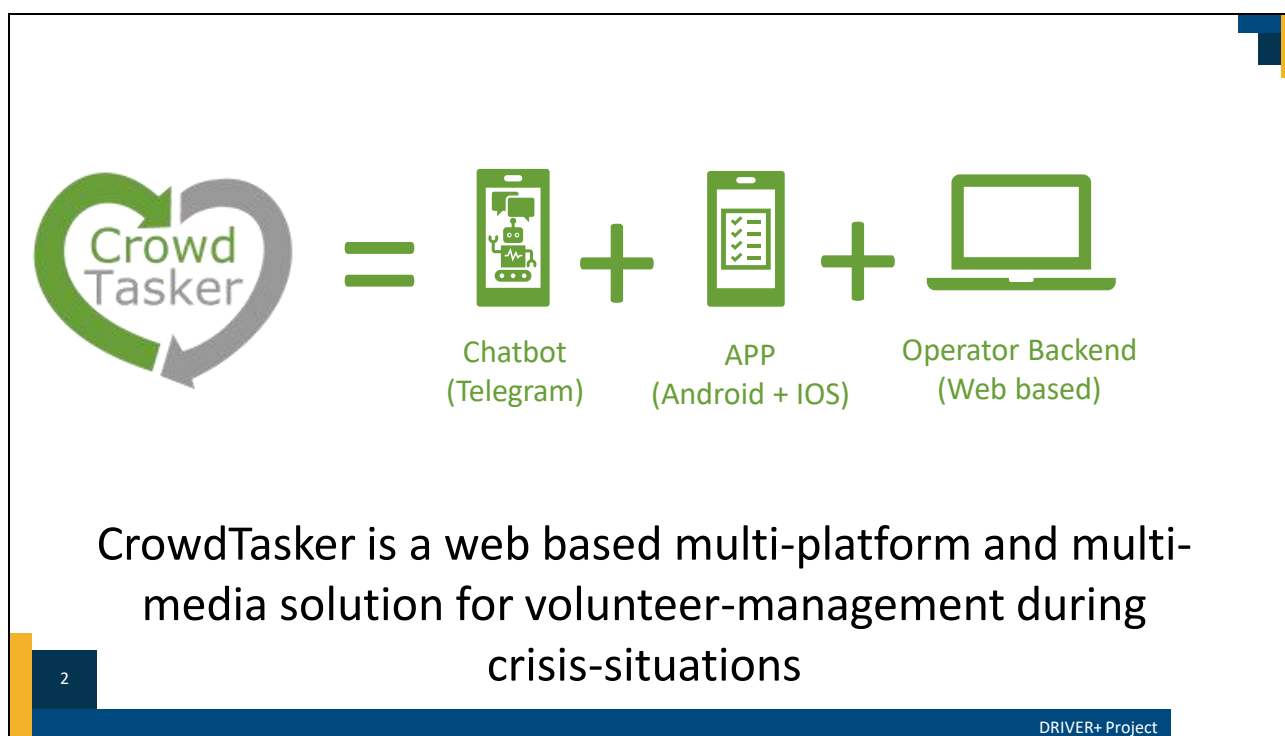 Crowd
Tasker
=
+
+
Chatbot
(Telegram)
APP
(Android + IOS)
Operator Backend
(Web based)
CrowdTasker is a web based multi-platform and multi-
media solution for volunteer-management during
crisis-situations
2
DRIVER+ Project